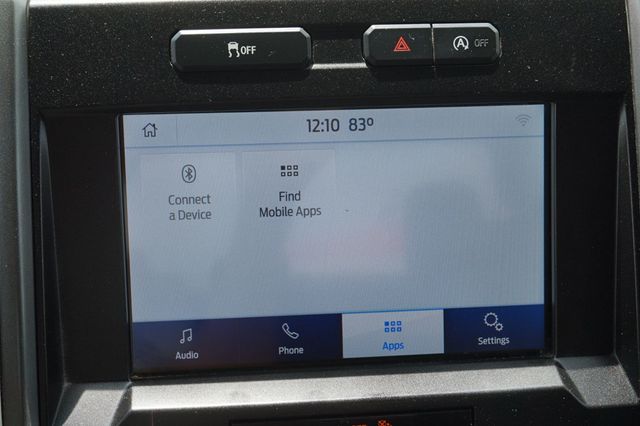 OFF
A OFF
12:10 83°
Connect
a Device
Find
Mobile Apps
Audio
Phone
Apps
Settings